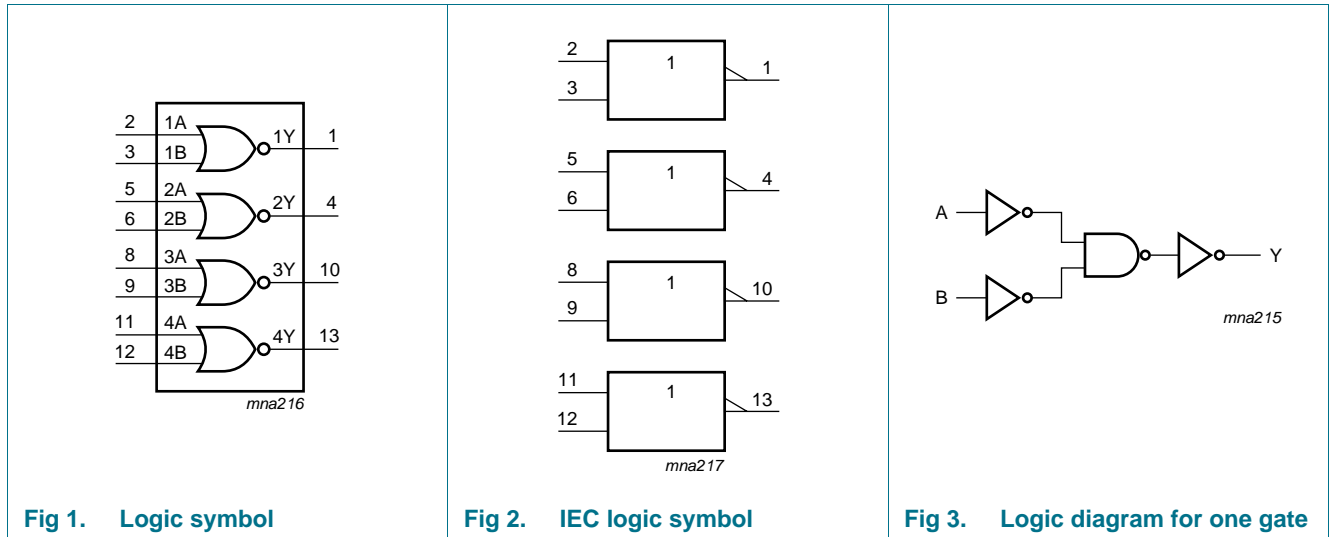 2 1A 1Y 1
3 1B
5 2A 2Y 4
6 2B
8 3A 3Y 10
9 3B
11 4A 4Y 13
12 4B
mna216
Fig 1. Logic symbol
2 1 1
3
5 1 4
6
8 1 10
9
11 1 13
12
mna217
Fig 2. IEC logic symbol
A
B
Y
mna215
Fig 3. Logic diagram for one gate